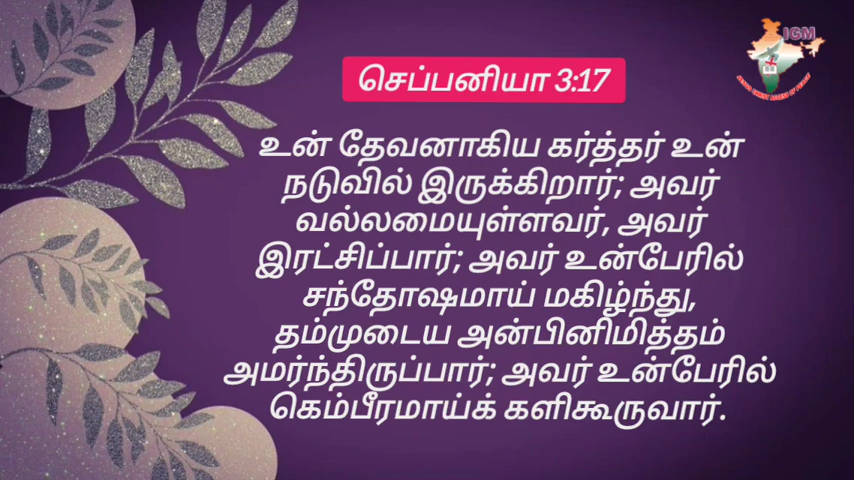 IGM
செப்பனியா 3:17
உன் தேவனாகிய கர்த்தர் உன்
நடுவில் இருக்கிறார்; அவர்
வல்லமையுள்ளவர், அவர்
இரட்சிப்பார்; அவர் உன்பேரில்
சந்தோஷமாய் மகிழ்ந்து,
தம்முடைய அன்பினிமித்தம்
அமர்ந்திருப்பார்; அவர் உன்பேரில்
கெம்பீரமாய்க் களிகூருவார்.